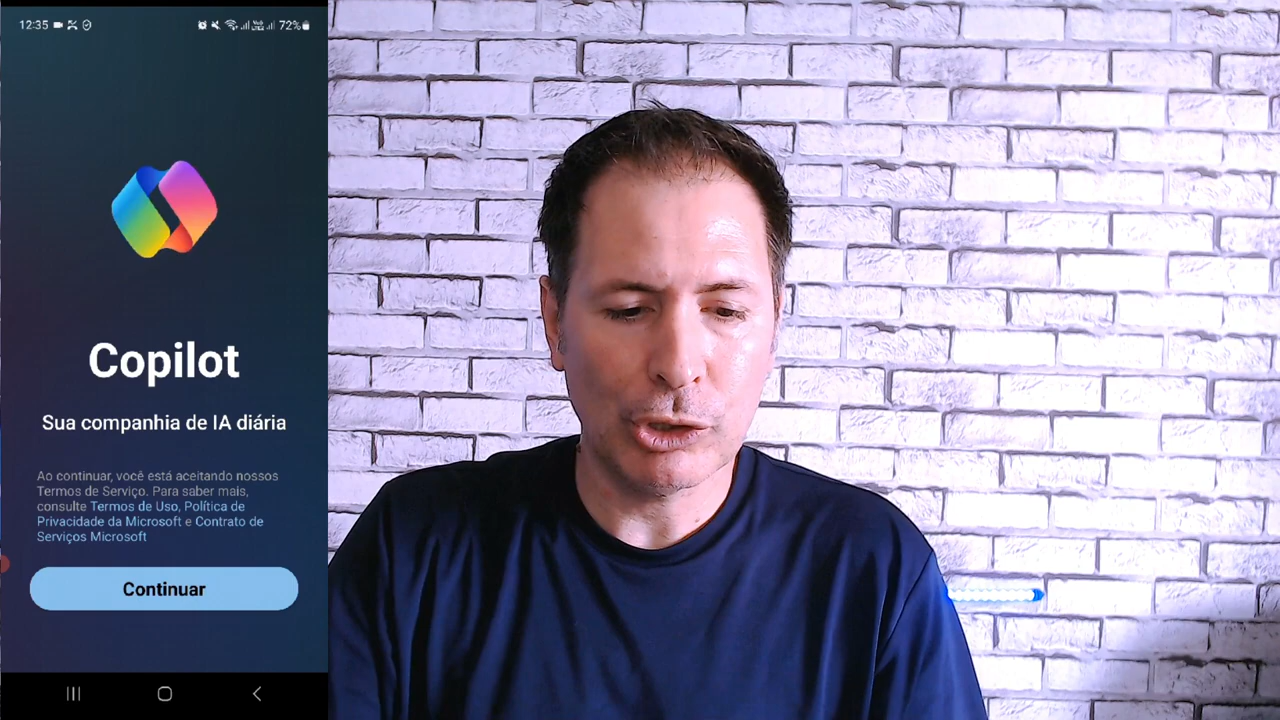 12:35
72%
Copilot
Sua companhia de IA diária
Ao continuar, você está aceitando nossos
Termos de Serviço. Para saber mais,
consulte Termos de Uso, Política de
Privacidade da Microsoft e Contrato de
Serviços Microsoft
Continuar